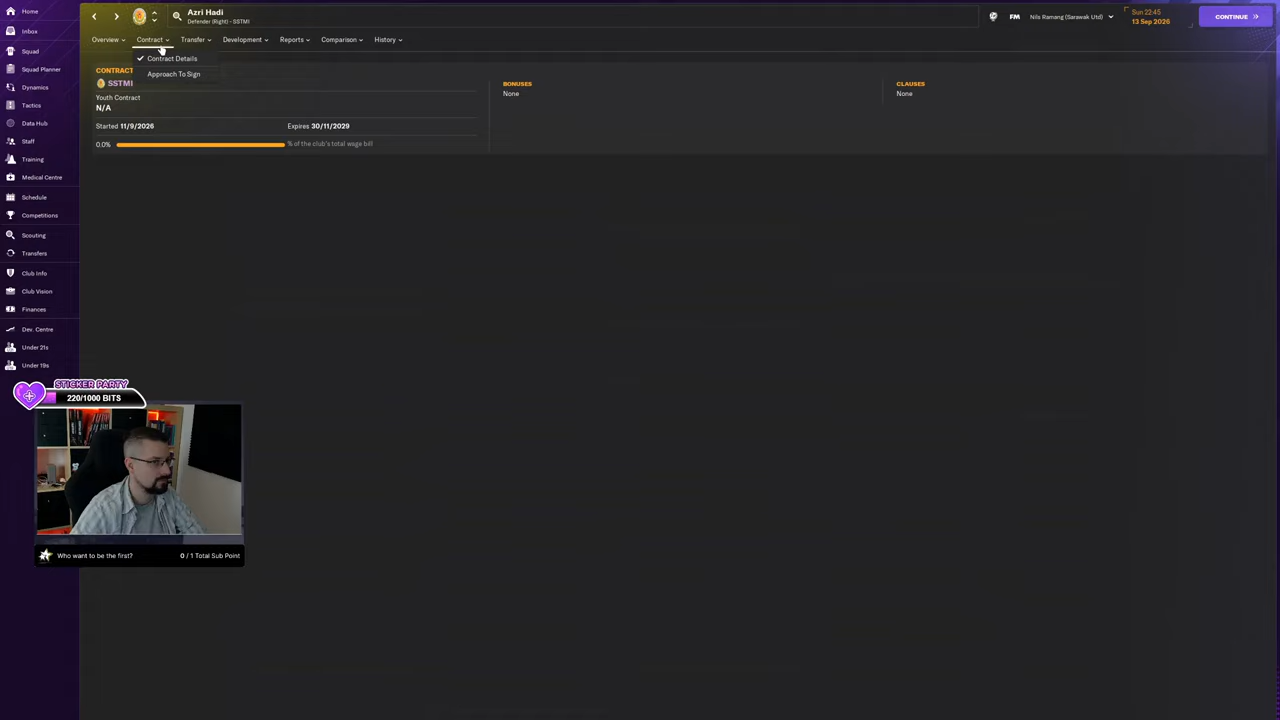 Home
Inbox
Squad
Squad Planner
Dynamics
Tactics
Data Hub
Staff
Training
Medical Centre
Schedule
Competitions
Scouting
Transfers
Club Info
Club Vision
Finances
Dev. Centre
Under 21s
Under 19s
Azri Hadi
Defender (Right) - SSTMI
FM
Nils Ramang (Sarawak Utd)
Sun 22:45
13 Sep 2026
CONTINUE
Overview
Contract
Transfer
Development
Reports
Comparison
History
Contract Details
Approach To Sign
CONTRACT
SSTMI
Youth Contract
N/A
Started 11/9/2026
Expires 30/11/2029
0.0%
% of the club's total wage bill
BONUSES
None
CLAUSES
None
STICKER PARTY
220/1000 BITS
Who want to be the first?
0 / 1 Total Sub Point